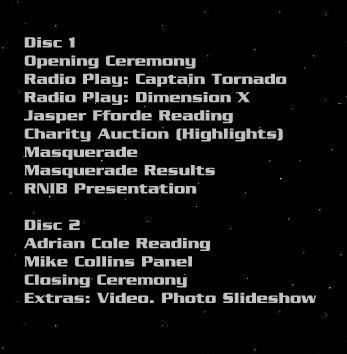 Disc 1
Opening Ceremony
Radio Play: Captain Tornado
Radio Play: Dimension X
Jasper Fforde Reading
Charity Auction (Highlights)
Masquerade
Masquerade Results
RNIB Presentation
Disc 2
Adrian Cole Reading
Mike Collins Panel
Closing Ceremony
Extras: Video. Photo Slideshow